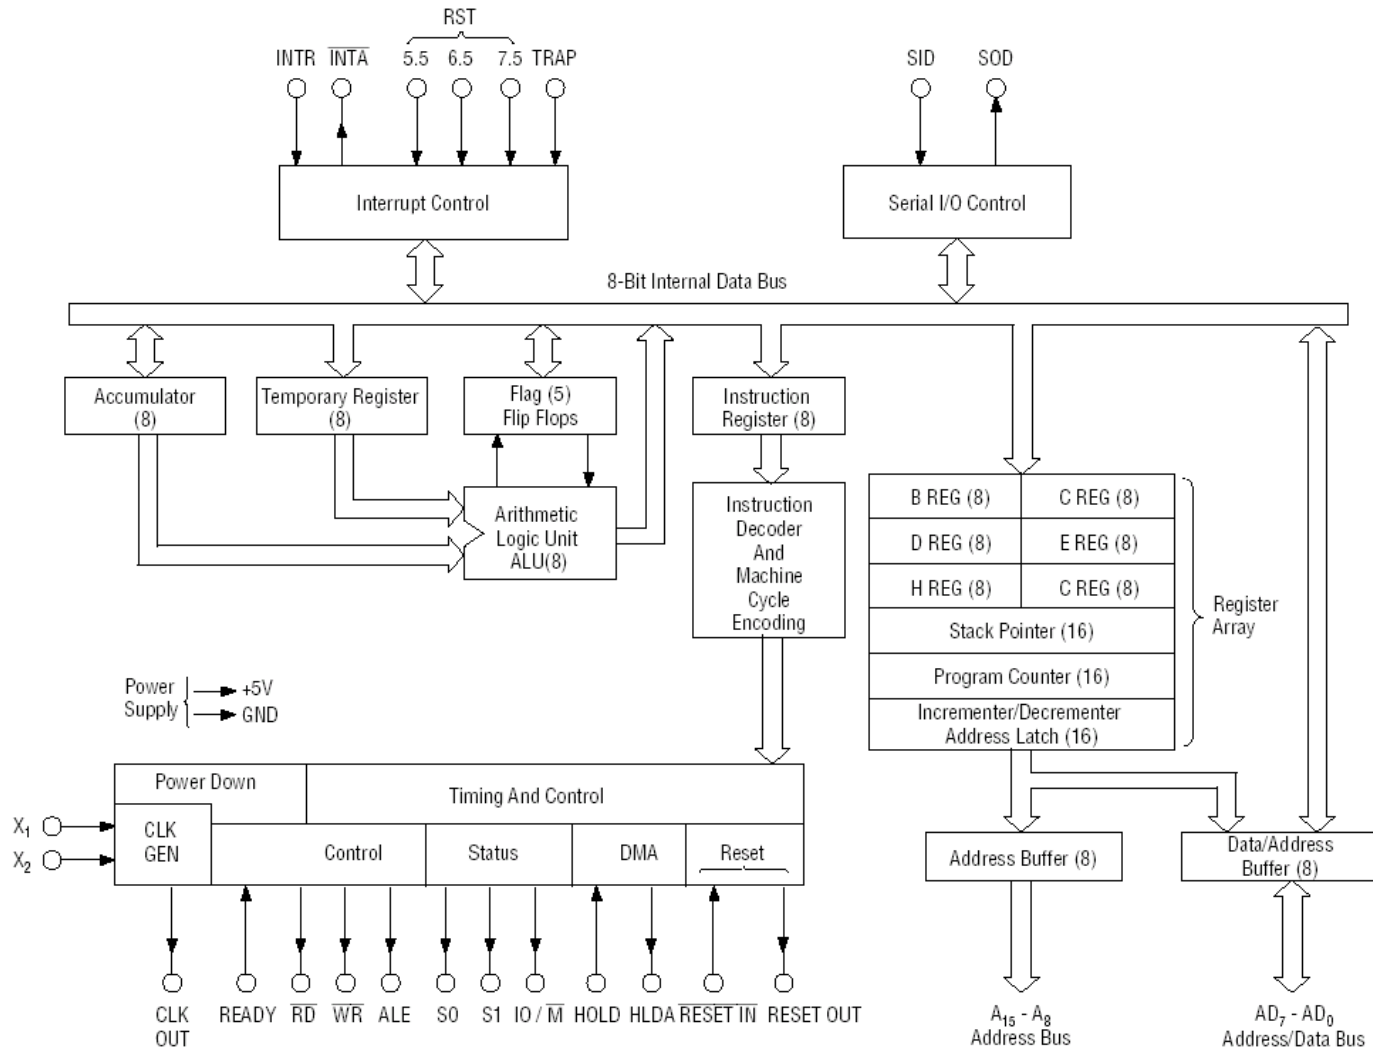 RST
INTR INTA 5.5 6.5 7.5 TRAP
SID SOD
Interrupt Control
Serial I/O Control
8-Bit Internal Data Bus
Accumulator
(8)
Temporary Register
(8)
Flag (5)
Flip Flops
Instruction
Register (8)
Arithmetic
Logic Unit
ALU(8)
Instruction
Decoder
And
Machine
Cycle
Encoding
B REG (8) C REG (8)
D REG (8) E REG (8)
H REG (8) C REG (8)
Stack Pointer (16)
Program Counter (16)
Incrementer/Decrementer
Address Latch (16)
Register
Array
Power
Supply
+5V
GND
Power Down
Timing And Control
X1
X2
CLK
GEN
Control
Status
DMA
Reset
Address Buffer (8)
Data/Address
Buffer (8)
CLK
OUT
READY RD WR ALE S0 S1 IO / M HOLD HLDA RESET IN RESET OUT
A15 - A8
Address Bus
AD7 - AD0
Address/Data Bus